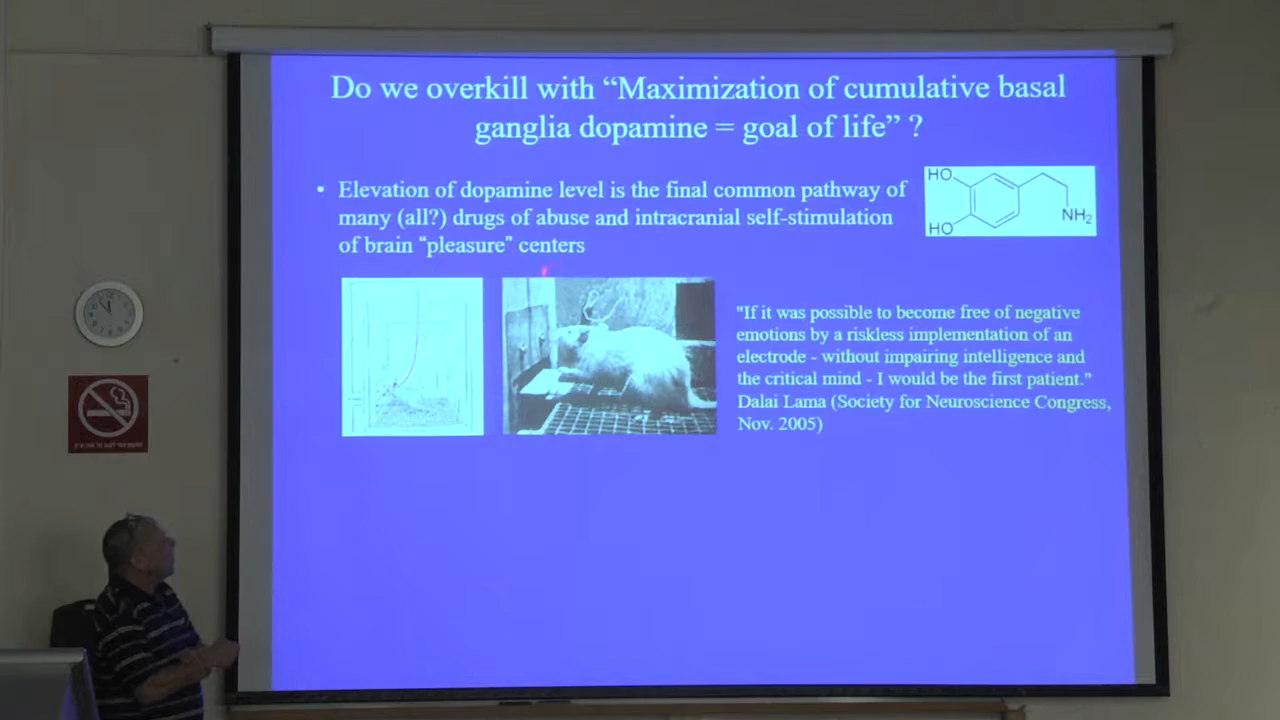 Do we overkill with “Maximization of cumulative basal
ganglia dopamine = goal of life” ?
• Elevation of dopamine level is the final common pathway of
many (all?) drugs of abuse and intracranial self-stimulation
of brain “pleasure” centers
HO
HO
NH2
"If it was possible to become free of negative
emotions by a riskless implementation of an
electrode - without impairing intelligence and
the critical mind - I would be the first patient."
Dalai Lama (Society for Neuroscience Congress,
Nov. 2005)